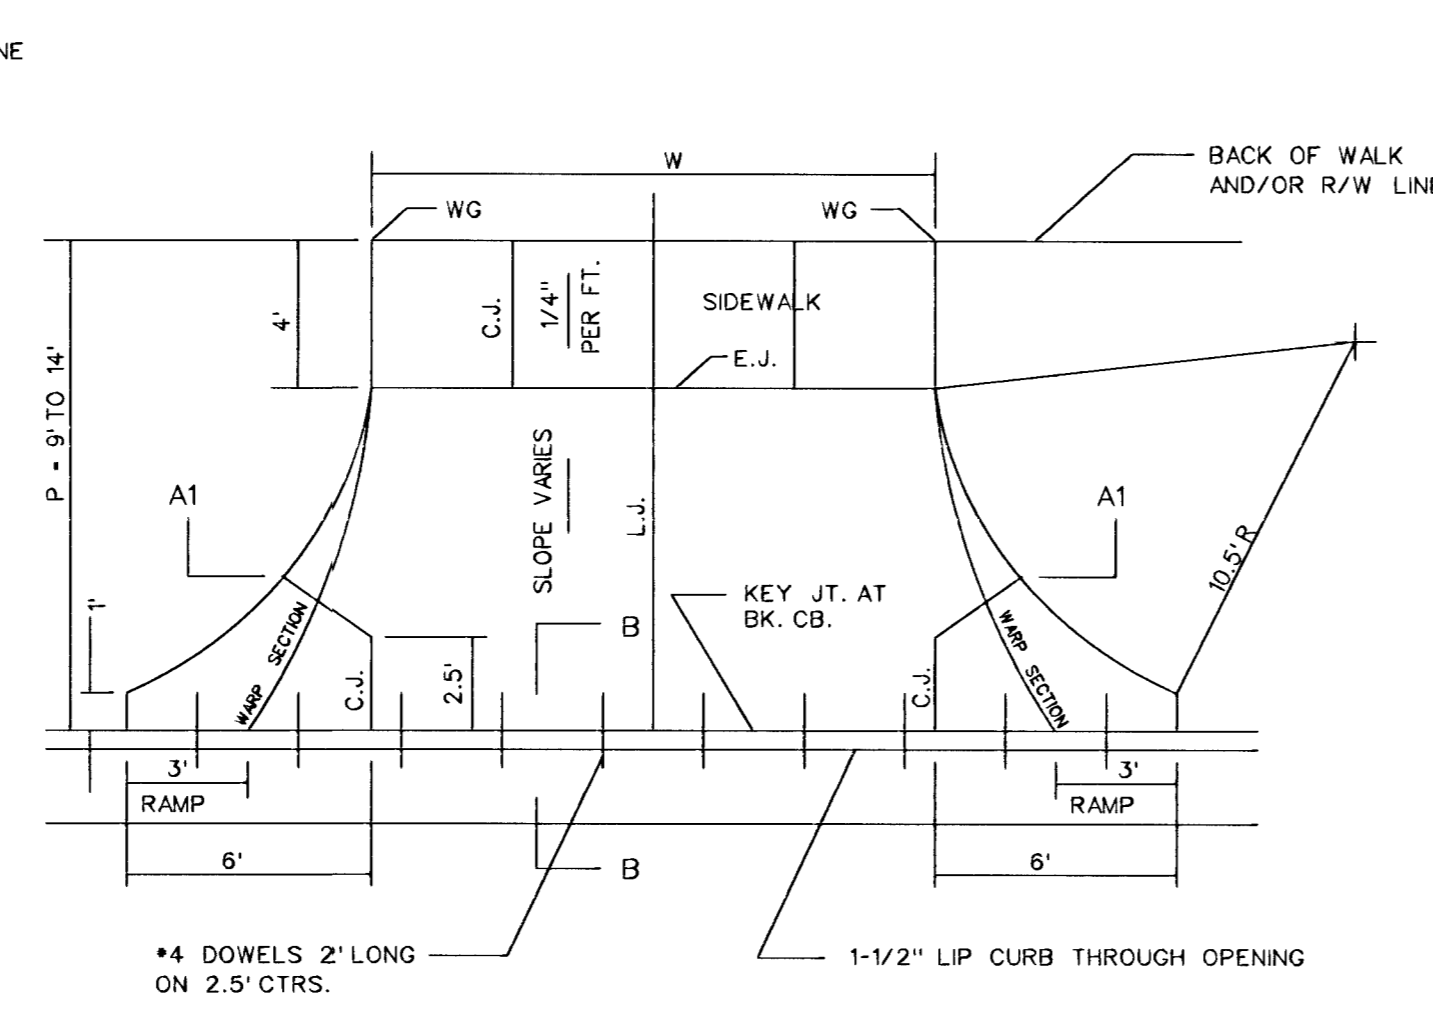 NE
W
BACK OF WALK
AND/OR R/W LINE
WG
WG
4'
C.J.
1/4"
PER FT.
SIDEWALK
E.J.
P - 9' TO 14'
A1
SLOPE VARIES
L.J.
A1
10.5' R
1'
WARP SECTION
C.J.
2.5'
B
KEY JT. AT
BK. CB.
C.J.
WARP SECTION
3'
RAMP
3'
RAMP
6'
B
6'
#4 DOWELS 2' LONG
ON 2.5' CTRS.
1-1/2" LIP CURB THROUGH OPENING